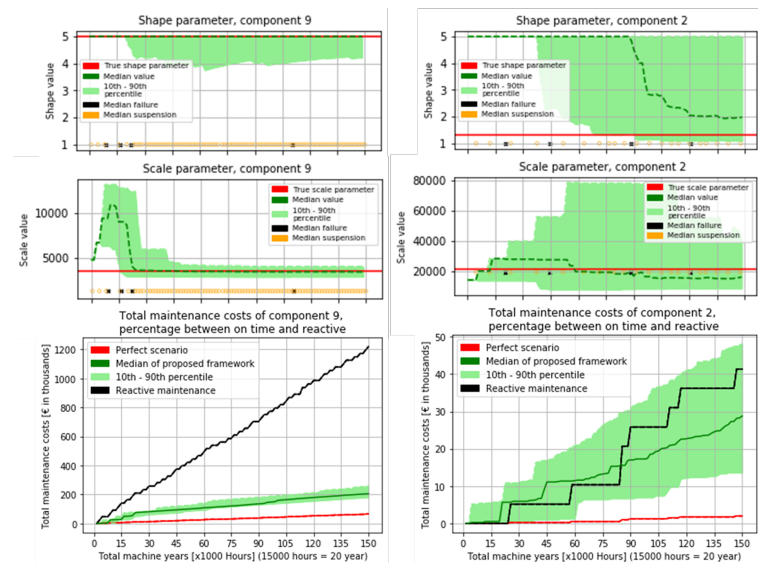 Shape parameter, component 9
Shape value
5
4
3
2
1
True shape parameter
Median value
10th - 90th
percentile
Median failure
Median suspension
Shape parameter, component 2
Shape value
5
4
3
2
1
True shape parameter
Median value
10th - 90th
percentile
Median failure
Median suspension
Scale parameter, component 9
Scale value
10000
5000
True scale parameter
Median value
10th - 90th
percentile
Median failure
Median suspension
Scale parameter, component 2
Scale value
80000
60000
40000
20000
True scale parameter
Median value
10th - 90th
percentile
Median failure
Median suspension
Total maintenance costs of component 9,
percentage between on time and reactive
Total maintenance costs [€ in thousands]
1200
1000
800
600
400
200
0
Perfect scenario
Median of proposed framework
10th - 90th percentile
Reactive maintenance
0 15 30 45 60 75 90 105 120 135 150
Total machine years [x1000 Hours] (15000 hours = 20 year)
Total maintenance costs of component 2,
percentage between on time and reactive
Total maintenance costs [€ in thousands]
50
40
30
20
10
0
Perfect scenario
Median of proposed framework
10th - 90th percentile
Reactive maintenance
0 15 30 45 60 75 90 105 120 135 150
Total machine years [x1000 Hours] (15000 hours = 20 year)